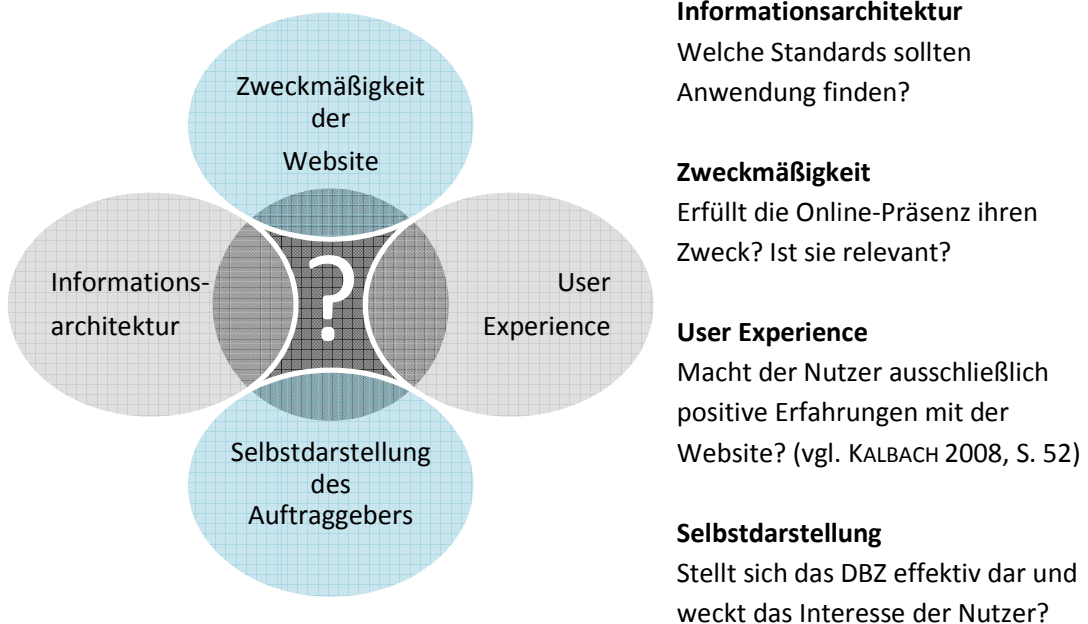 Zweckmäßigkeit
der
Website
Informations-
architektur
?
User
Experience
Selbstdarstellung
des
Auftraggebers
Informationsarchitektur
Welche Standards sollten
Anwendung finden?
Zweckmäßigkeit
Erfüllt die Online-Präsenz ihren
Zweck? Ist sie relevant?
User Experience
Macht der Nutzer ausschließlich
positive Erfahrungen mit der
Website? (vgl. KALBACH 2008, S. 52)
Selbstdarstellung
Stellt sich das DBZ effektiv dar und
weckt das Interesse der Nutzer?